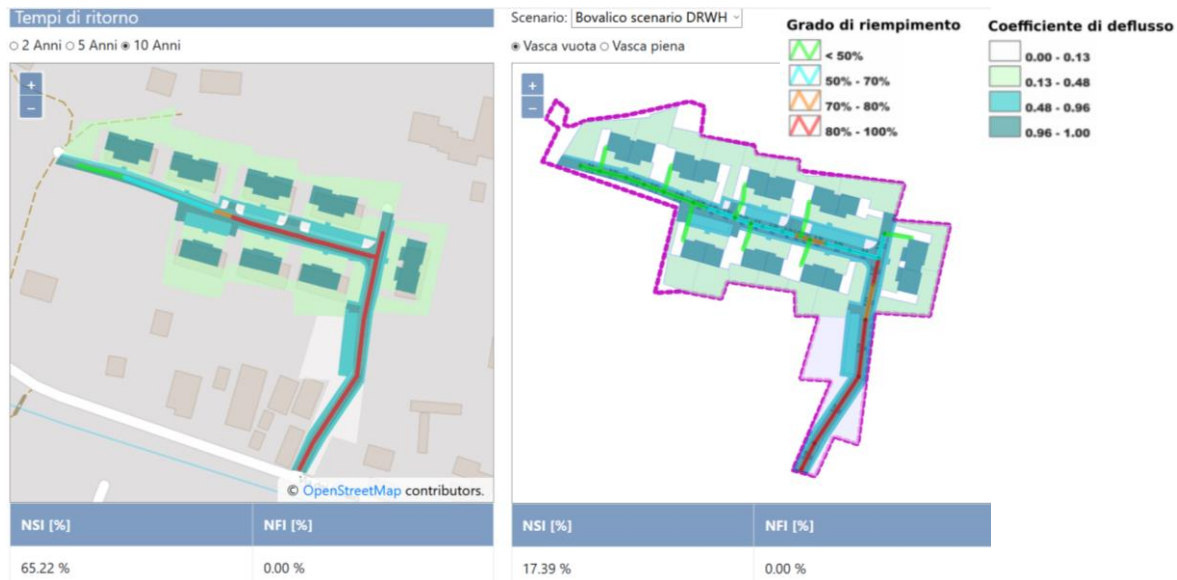 Tempi di ritorno
2 Anni 5 Anni 10 Anni
+
−
© OpenStreetMap contributors.
NSI [%] NFI [%]
65.22 % 0.00 %
Scenario: Bovalico scenario DRWH
Vasca vuota Vasca piena
+
−
NSI [%] NFI [%]
17.39 % 0.00 %
Grado di riempimento
< 50%
50% - 70%
70% - 80%
80% - 100%
Coefficiente di deflusso
0.00 - 0.13
0.13 - 0.48
0.48 - 0.96
0.96 - 1.00